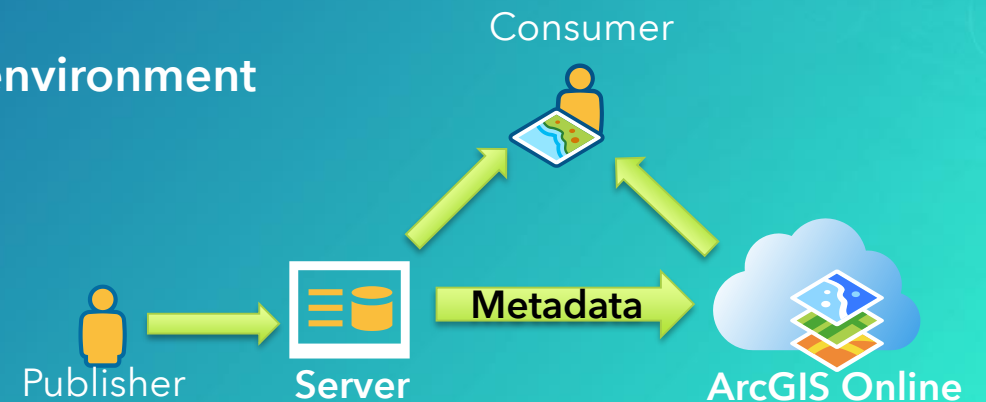 Consumer
environment
Metadata
Publisher
Server
ArcGIS Online